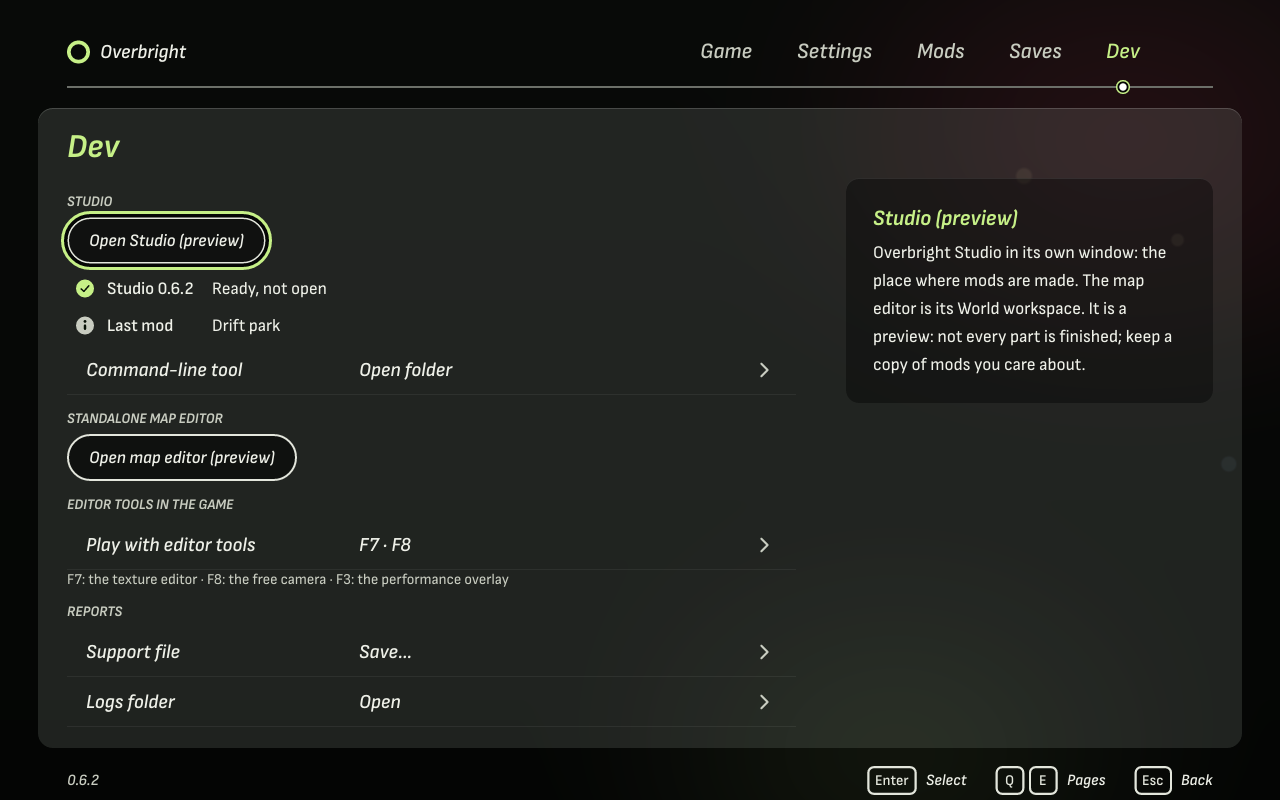 Overbright
Game Settings Mods Saves Dev
Dev
STUDIO
Open Studio (preview)
Studio 0.6.2 Ready, not open
Last mod Drift park
Command-line tool Open folder
STANDALONE MAP EDITOR
Open map editor (preview)
EDITOR TOOLS IN THE GAME
Play with editor tools F7 · F8
F7: the texture editor · F8: the free camera · F3: the performance overlay
REPORTS
Support file Save...
Logs folder Open
Studio (preview)
Overbright Studio in its own window: the
place where mods are made. The map
editor is its World workspace. It is a
preview: not every part is finished; keep a
copy of mods you care about.
0.6.2
Enter Select Q E Pages Esc Back